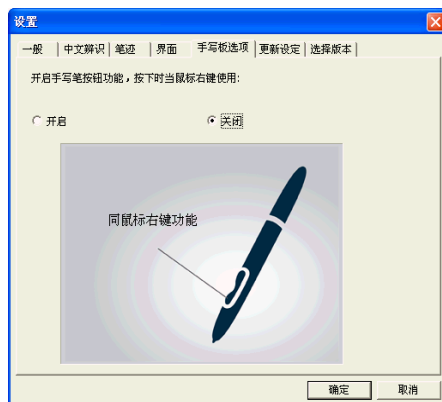 设置
一般 中文辨识 笔迹 界面 手写板选项 更新设定 选择版本
开启手写笔按钮功能，按下时当鼠标右键使用：
开启 关闭
同鼠标右键功能
确定 取消